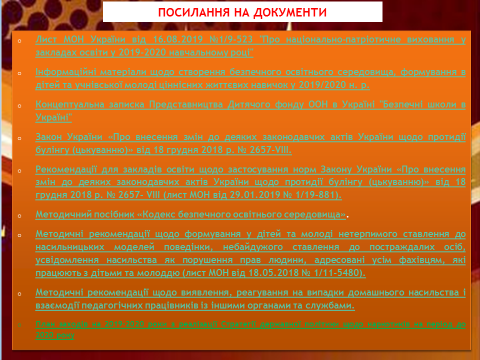 ПОСИЛАННЯ НА ДОКУМЕНТИ
Лист МОН України від 16.08.2019 №1/9-523 "Про національно-патріотичне виховання у
закладах освіти у 2019-2020 навчальному році"
Інформаційні матеріали щодо створення безпечного освітнього середовища, формування в
дітей та учнівської молоді ціннісних життєвих навичок у 2019/2020 н. р.
Концептуальна записка Представництва Дитячого фонду ООН в Україні "Безпечні школи в
Україні"
Закон України «Про внесення змін до деяких законодавчих актів України щодо протидії
булінгу (цькуванню)» від 18 грудня 2018 р. № 2657-VIII.
Рекомендації для закладів освіти щодо застосування норм Закону України «Про внесення
змін до деяких законодавчих актів України щодо протидії булінгу (цькуванню)» від 18
грудня 2018 р. № 2657- VIII (лист МОН від 29.01.2019 № 1/19-881).
Методичний посібник «Кодекс безпечного освітнього середовища».
Методичні рекомендації щодо формування у дітей та молоді нетерпимого ставлення до
насильницьких моделей поведінки, небайдужого ставлення до постраждалих осіб,
усвідомлення насильства як порушення прав людини, адресовані усім фахівцям, які
працюють з дітьми та молоддю (лист МОН від 18.05.2018 № 1/11-5480).
Методичні рекомендації щодо виявлення, реагування на випадки домашнього насильства і
взаємодії педагогічних працівників із іншими органами та службами.